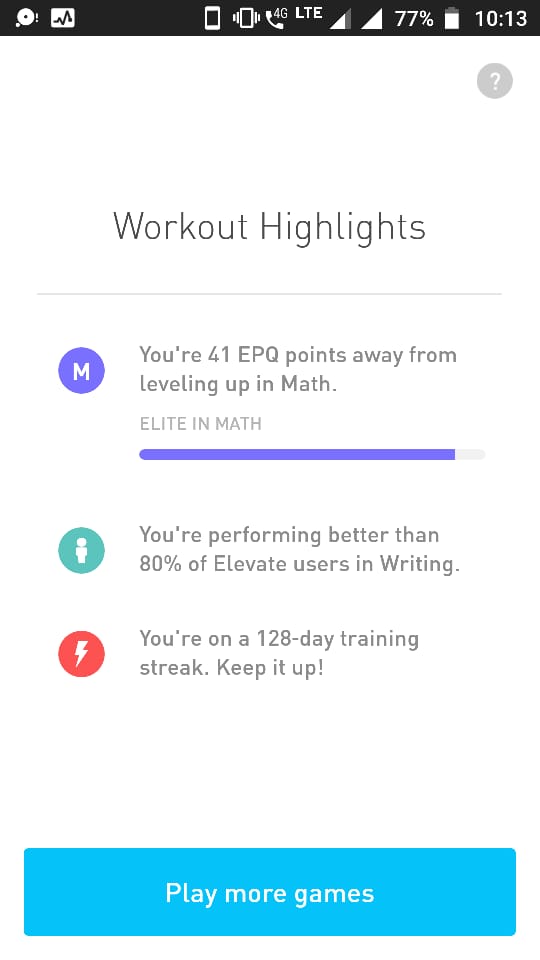 4G LTE 77% 10:13
?
Workout Highlights
You're 41 EPQ points away from
M
leveling up in Math.
ELITE IN MATH
You're performing better than
80% of Elevate users in Writing.
You're on a 128-day training
streak. Keep it up!
Play more games